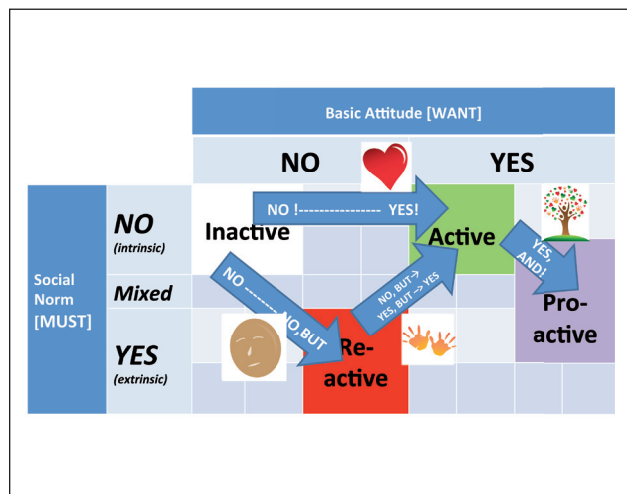 Basic Attitude [WANT]
NO
YES
Social
Norm
[MUST]
NO
(intrinsic)
Mixed
YES
(extrinsic)
Inactive
NO !---------------- YES!
Active
YES,
AND¡
Pro-
active
NO ------- NO, BUT
NO, BUT→
YES, BUT --> YES
Re-
active